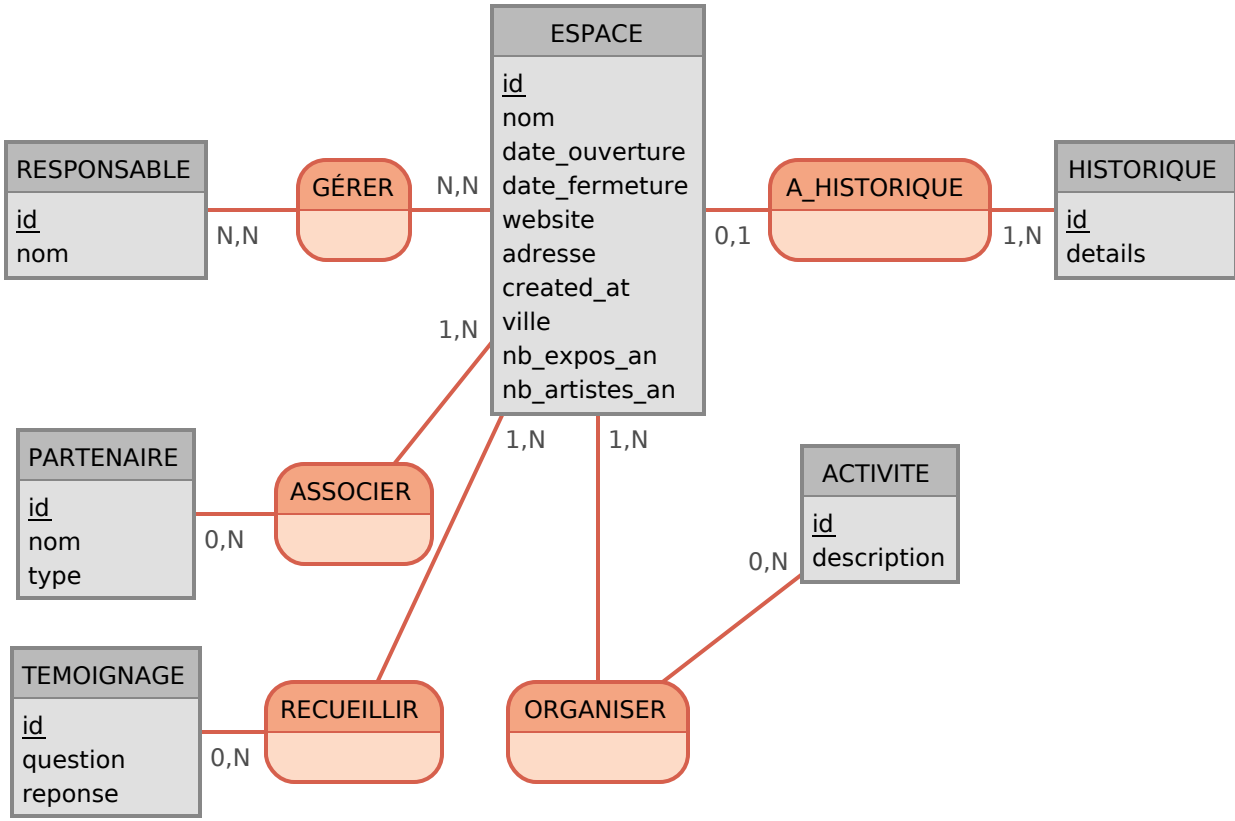 ESPACE
id
nom
date_ouverture
date_fermeture
website
adresse
created_at
ville
nb_expos_an
nb_artistes_an
RESPONSABLE
id
nom
N,N
GÉRER
N,N
0,1
A_HISTORIQUE
1,N
HISTORIQUE
id
details
1,N
PARTENAIRE
id
nom
type
0,N
ASSOCIER
1,N
1,N
ACTIVITE
id
description
0,N
TEMOIGNAGE
id
question
reponse
0,N
RECUEILLIR
ORGANISER